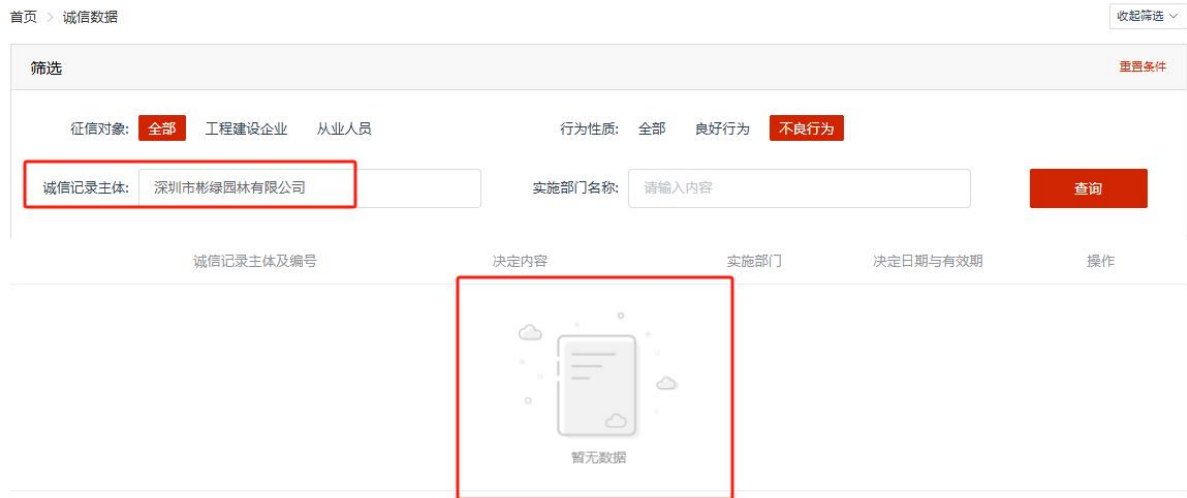 首页 > 诚信数据 收起筛选
筛选 重置条件
征信对象: 全部 工程建设企业 从业人员 行为性质: 全部 良好行为 不良行为
诚信记录主体: 深圳市彬绿园林有限公司 实施部门名称: 请输入内容 查询
诚信记录主体及编号 决定内容 实施部门 决定日期与有效期 操作
暂无数据